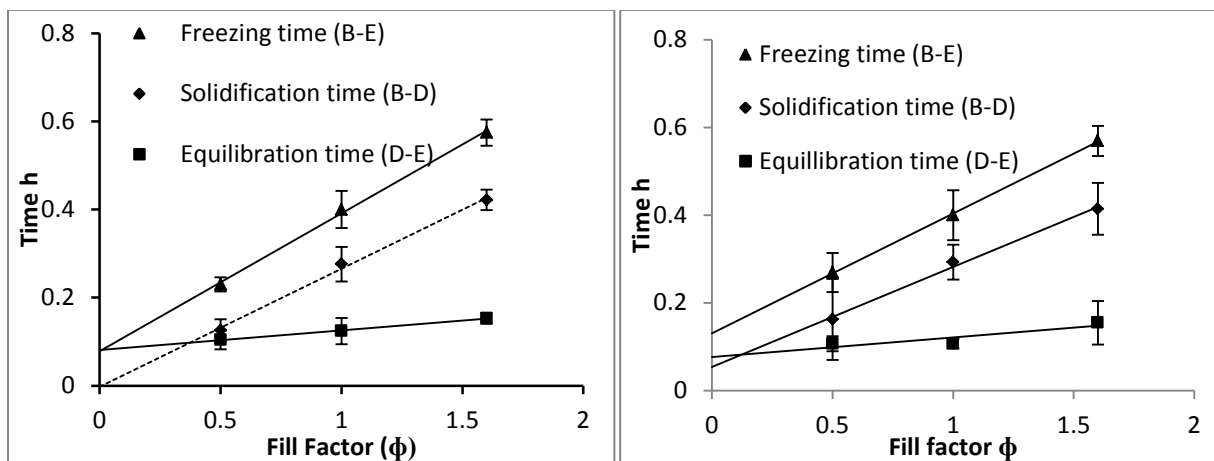 0.8
0.6
0.4
0.2
0
Time h
Freezing time (B-E)
Solidification time (B-D)
Equilibration time (D-E)
0
0.5
1
1.5
2
Fill Factor (ϕ)
0.8
0.6
0.4
0.2
0
Time h
Freezing time (B-E)
Solidification time (B-D)
Equillibration time (D-E)
0
0.5
1
1.5
2
Fill factor ϕ